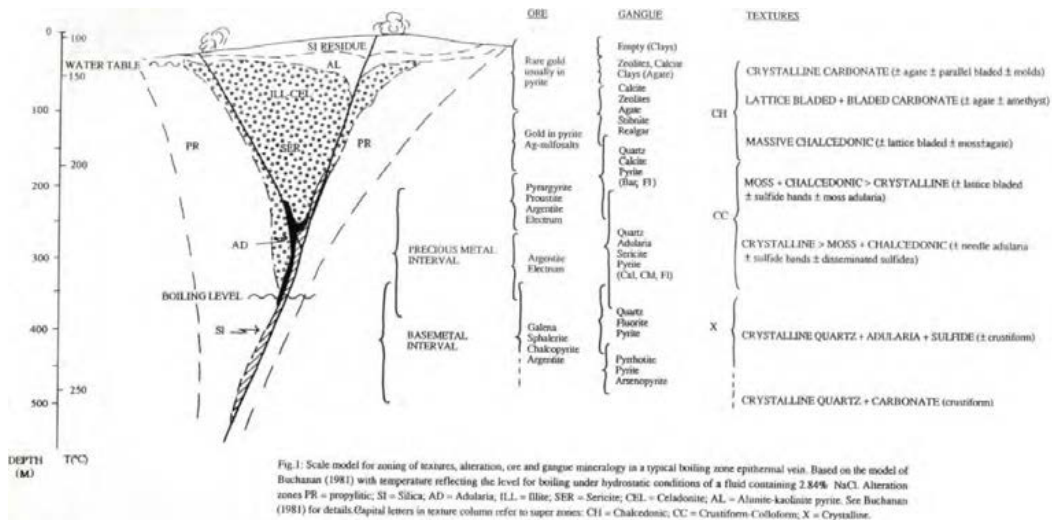 ORE
GANGUE
TEXTURES
0
100
SI RESIDUE
WATER TABLE
150
AL
ILL-CEL
100
PR
SER
PR
200
200
AD
300
PRECIOUS METAL
INTERVAL
BOILING LEVEL
400
SI
BASEMETAL
INTERVAL
250
500
DEPTH
(M)
T(°C)
Rare gold
usually in
pyrite
Gold in pyrite
Ag-sulfosalts
Pyrargyrite
Proustite
Argentite
Electrum
Argentite
Electrum
Galena
Sphalerite
Chalcopyrite
Argentite
Empty (Clays)
Zeolites, Calcite
Clays (Agate)
Calcite
Zeolites
Agate
Stibnite
Realgar
Quartz
Calcite
Pyrite
(Bar, Fl)
Quartz
Adularia
Sericite
Pyrite
(Cal, Chl, Fl)
Quartz
Fluorite
Pyrite
Pyrrhotite
Pyrite
Arsenopyrite
CH
CC
X
CRYSTALLINE CARBONATE (± agate ± parallel bladed ± molds)
LATTICE BLADED + BLADED CARBONATE (± agate ± amethyst)
MASSIVE CHALCEDONIC (± lattice bladed ± moss±agate)
MOSS + CHALCEDONIC > CRYSTALLINE (± lattice bladed
± sulfide bands ± moss adularia)
CRYSTALLINE > MOSS + CHALCEDONIC (± needle adularia
± sulfide bands ± disseminated sulfides)
CRYSTALLINE QUARTZ + ADULARIA + SULFIDE (± crustiform)
CRYSTALLINE QUARTZ + CARBONATE (crustiform)
Fig.1: Scale model for zoning of textures, alteration, ore and gangue mineralogy in a typical boiling zone epithermal vein. Based on the model of
Buchanan (1981) with temperature reflecting the level for boiling under hydrostatic conditions of a fluid containing 2.84% NaCl. Alteration
zones PR = propylitic; SI = Silica, AD = Adularia, ILL = Illite; SER = Sericite; CEL = Celadonite; AL = Alunite-kaolinite pyrite. See Buchanan
(1981) for details.Capital letters in texture column refer to super zones: CH = Chalcedonic; CC = Crustiform-Colloform; X = Crystalline.